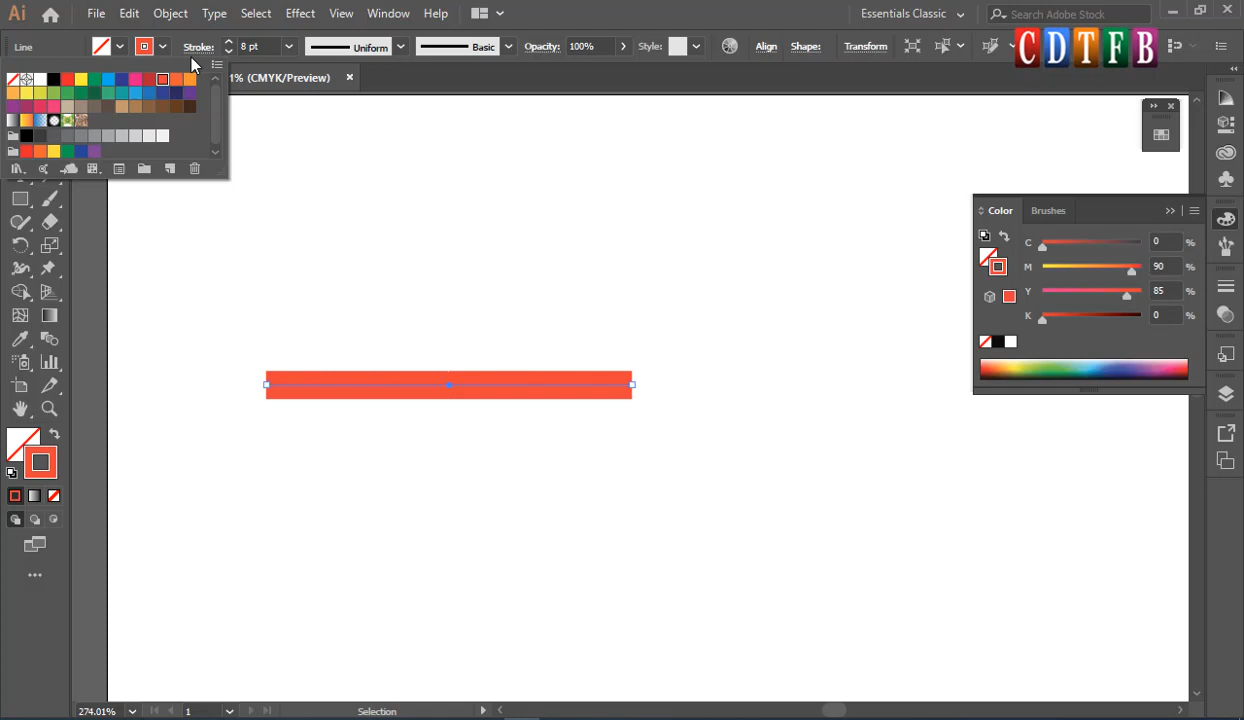 Ai File Edit Object Type Select Effect View Window Help Essentials Classic Search Adobe Stock
Line Stroke: 8 pt Uniform Basic Opacity: 100% Style: Align Shape: Transform C D T F B
1% (CMYK/Preview) ×
Color Brushes
C 0 %
M 90 %
Y 85 %
K 0 %
274.01% 1 Selection